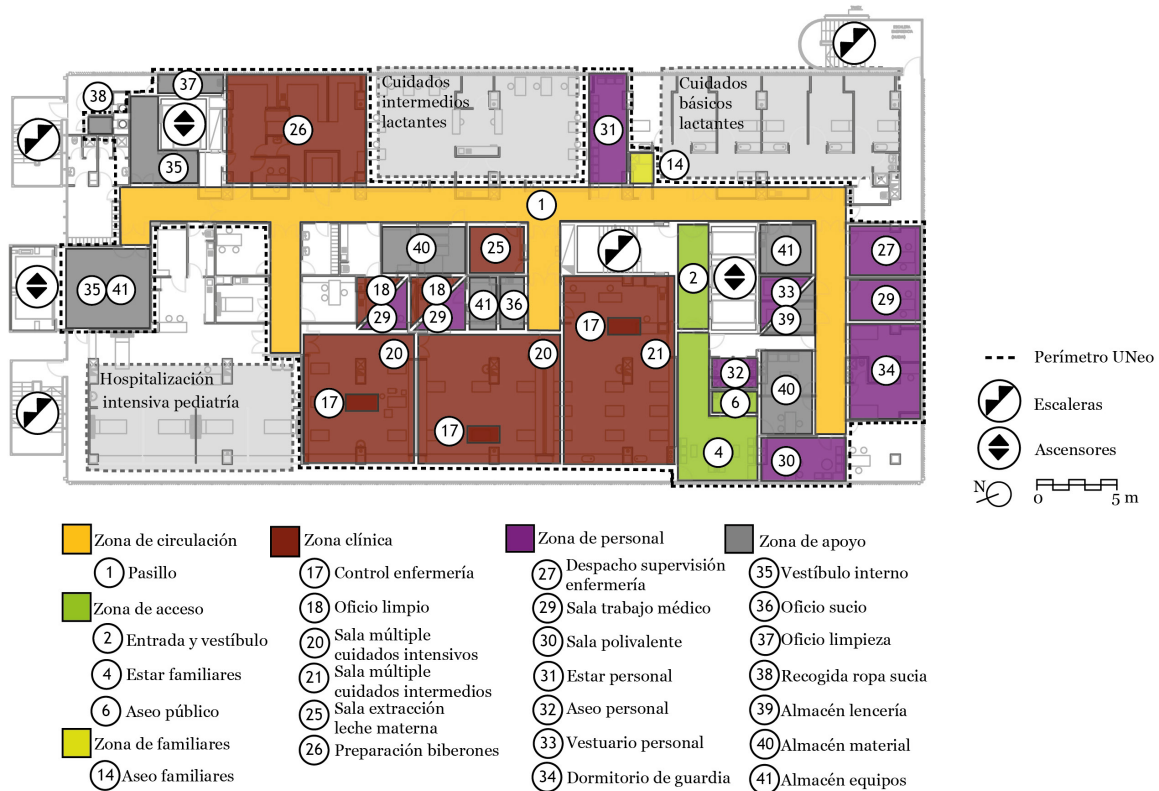 37
38
35
26
Cuidados
intermedios
lactantes
31
14
Cuidados
básicos
lactantes
1
35
41
40
25
18
29
18
29
41
36
2
41
33
39
27
29
34
17
20
20
21
17
17
32
6
40
4
30
Hospitalización
intensiva pediatría
Perímetro UNeo
Escaleras
Ascensores
N
0 5 m
Zona de circulación
1 Pasillo
Zona de acceso
2 Entrada y vestíbulo
4 Estar familiares
6 Aseo público
Zona de familiares
14 Aseo familiares
Zona clínica
17 Control enfermería
18 Oficio limpio
20 Sala múltiple
cuidados intensivos
21 Sala múltiple
cuidados intermedios
25 Sala extracción
leche materna
26 Preparación biberones
Zona de personal
27 Despacho supervisión
enfermería
29 Sala trabajo médico
30 Sala polivalente
31 Estar personal
32 Aseo personal
33 Vestuario personal
34 Dormitorio de guardia
Zona de apoyo
35 Vestíbulo interno
36 Oficio sucio
37 Oficio limpieza
38 Recogida ropa sucia
39 Almacén lencería
40 Almacén material
41 Almacén equipos